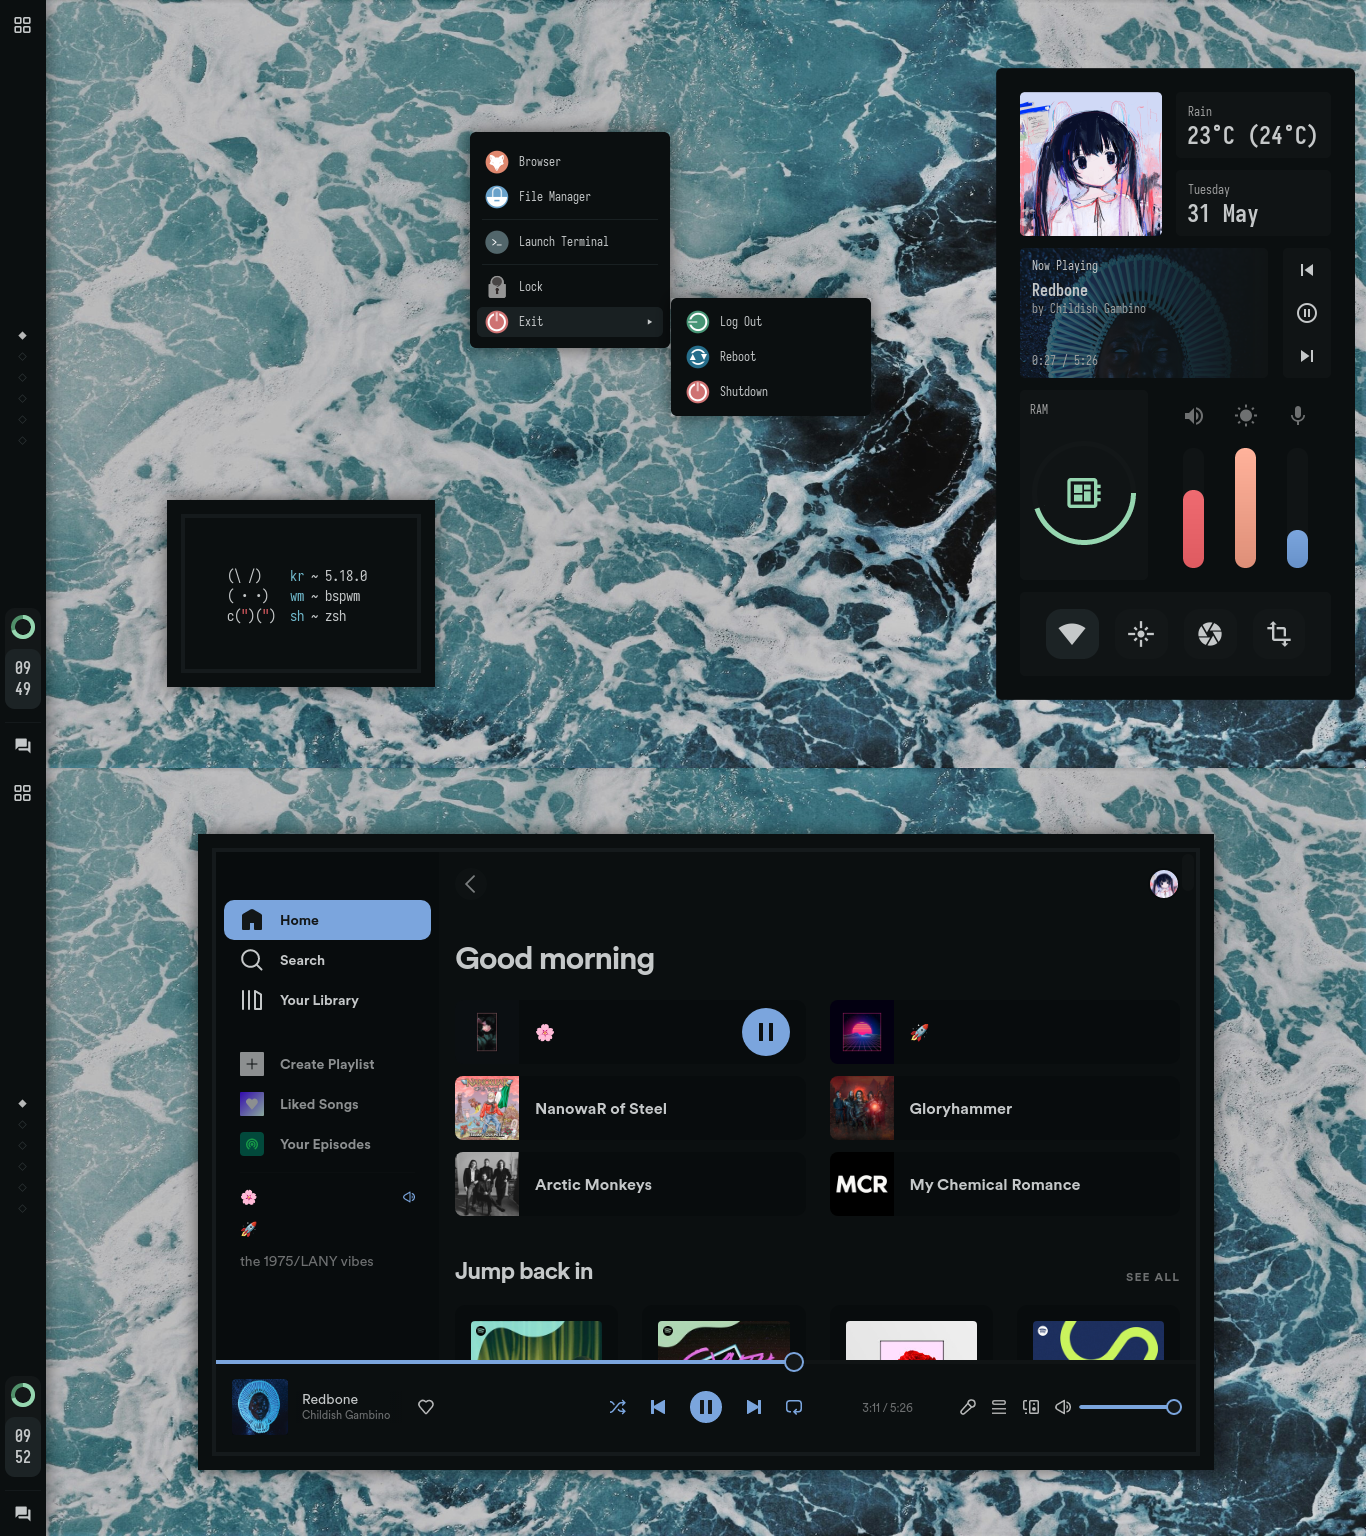 Browser
File Manager
Launch Terminal
Lock
Exit
Log Out
Reboot
Shutdown
Rain
23°C (24°C)
Tuesday
31 May
Now Playing
Redbone
by Childish Gambino
0:27 / 5:26
RAM
(\ /) kr ~ 5.18.0
( · ·) wm ~ bspwm
c(")(") sh ~ zsh
09
49
Home
Search
Your Library
Create Playlist
Liked Songs
Your Episodes
🌸
🚀
the 1975/LANY vibes
Good morning
🌸
🚀
NanowaR of Steel
Gloryhammer
Arctic Monkeys
MCR
My Chemical Romance
Jump back in
SEE ALL
Redbone
Childish Gambino
3:11 / 5:26
09
52